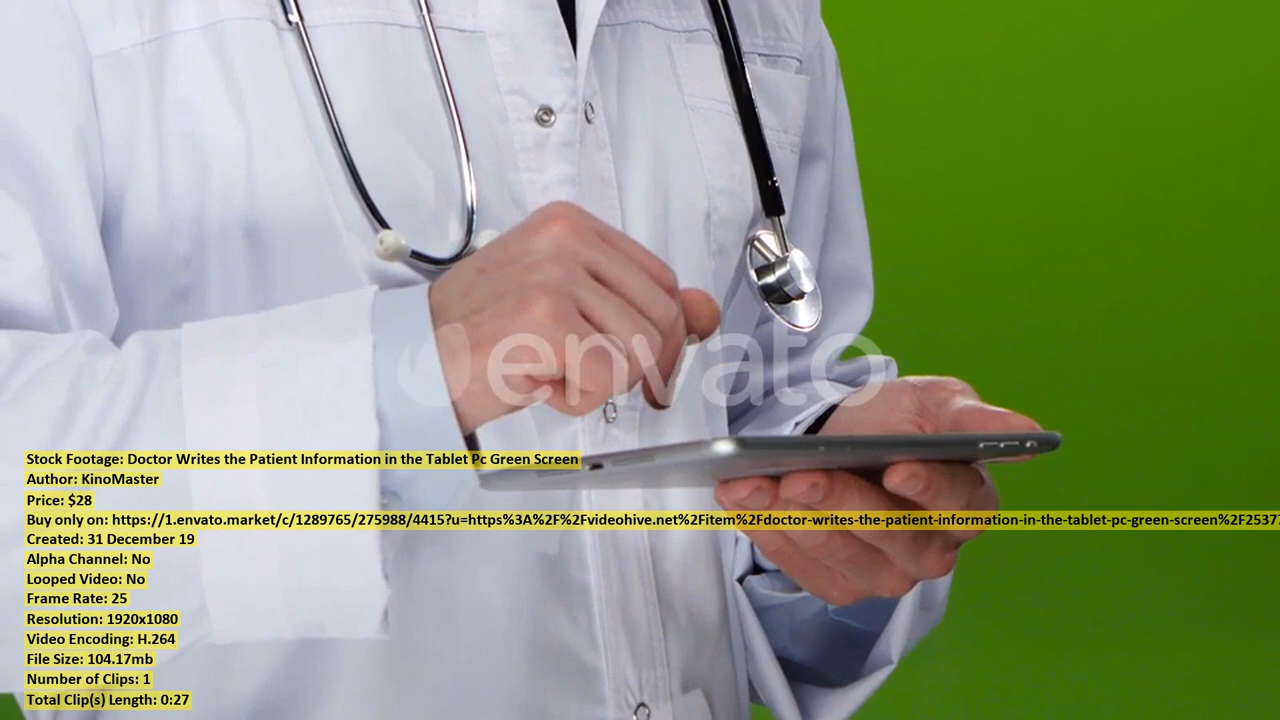 envato
Stock Footage: Doctor Writes the Patient Information in the Tablet Pc Green Screen
Author: KinoMaster
Price: $28
Buy only on: https://1.envato.market/c/1289765/275988/4415?u=https%3A%2F%2Fvideohive.net%2Fitem%2Fdoctor-writes-the-patient-information-in-the-tablet-pc-green-screen%2F2537
Created: 31 December 19
Alpha Channel: No
Looped Video: No
Frame Rate: 25
Resolution: 1920x1080
Video Encoding: H.264
File Size: 104.17mb
Number of Clips: 1
Total Clip(s) Length: 0:27